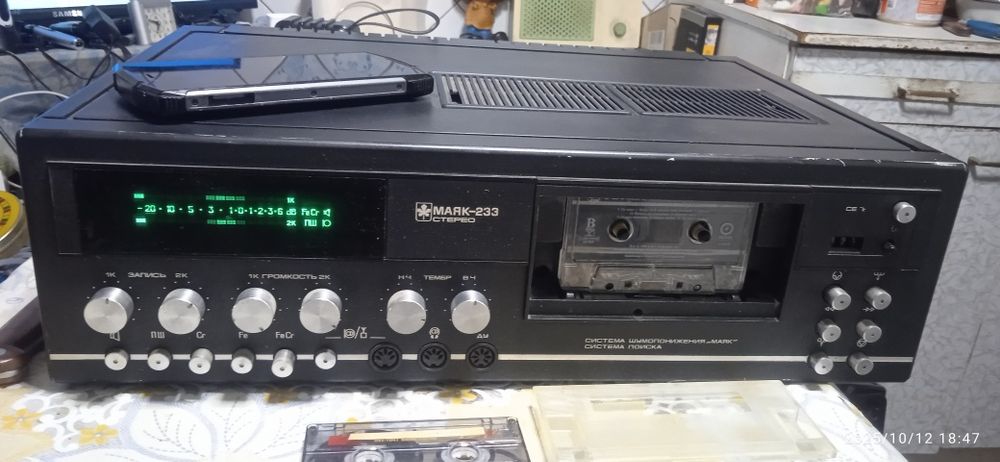 SAMSUNG
1К
-20-10-5-3-1-0-1-2-3-6 dB FeCr
2К ПШ
МАЯК-233
СТЕРЕО
B
СЕТЬ
1К ЗАПИСЬ 2К
1К ГРОМКОСТЬ 2К
НЧ ТЕМБР ВЧ
ПШ Cr Fe FeCr
ДУ
СИСТЕМА ШУМОПОНИЖЕНИЯ „МАЯК"
СИСТЕМА ПОИСКА
2025/10/12 18:47